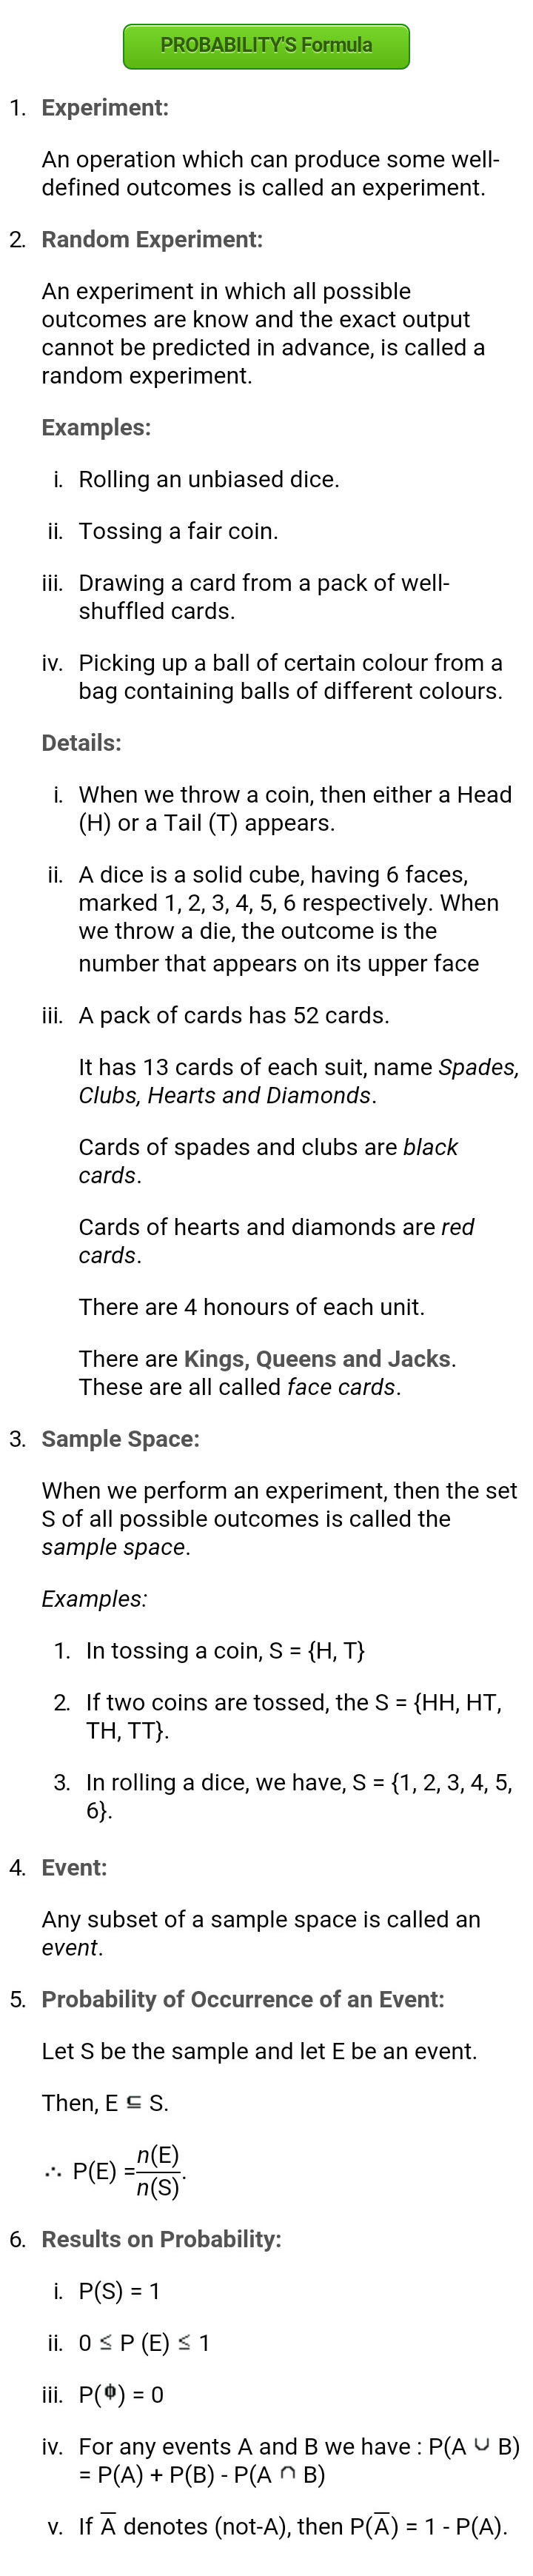 PROBABILITY'S Formula
1. Experiment:
An operation which can produce some well-
defined outcomes is called an experiment.
2. Random Experiment:
An experiment in which all possible
outcomes are know and the exact output
cannot be predicted in advance, is called a
random experiment.
Examples:
i. Rolling an unbiased dice.
ii. Tossing a fair coin.
iii. Drawing a card from a pack of well-
shuffled cards.
iv. Picking up a ball of certain colour from a
bag containing balls of different colours.
Details:
i. When we throw a coin, then either a Head
(H) or a Tail (T) appears.
ii. A dice is a solid cube, having 6 faces,
marked 1, 2, 3, 4, 5, 6 respectively. When
we throw a die, the outcome is the
number that appears on its upper face
iii. A pack of cards has 52 cards.
It has 13 cards of each suit, name Spades,
Clubs, Hearts and Diamonds.
Cards of spades and clubs are black
cards.
Cards of hearts and diamonds are red
cards.
There are 4 honours of each unit.
There are Kings, Queens and Jacks.
These are all called face cards.
3. Sample Space:
When we perform an experiment, then the set
S of all possible outcomes is called the
sample space.
Examples:
1. In tossing a coin, S = {H, T}
2. If two coins are tossed, the S = {HH, HT,
TH, TT}.
3. In rolling a dice, we have, S = {1, 2, 3, 4, 5,
6}.
4. Event:
Any subset of a sample space is called an
event.
5. Probability of Occurrence of an Event:
Let S be the sample and let E be an event.
Then, E ⊆ S.
∴ P(E) = n(E)/n(S).
6. Results on Probability:
i. P(S) = 1
ii. 0 ≤ P (E) ≤ 1
iii. P(ϕ) = 0
iv. For any events A and B we have : P(A ∪ B)
= P(A) + P(B) - P(A ∩ B)
v. If A̅ denotes (not-A), then P(A̅) = 1 - P(A).